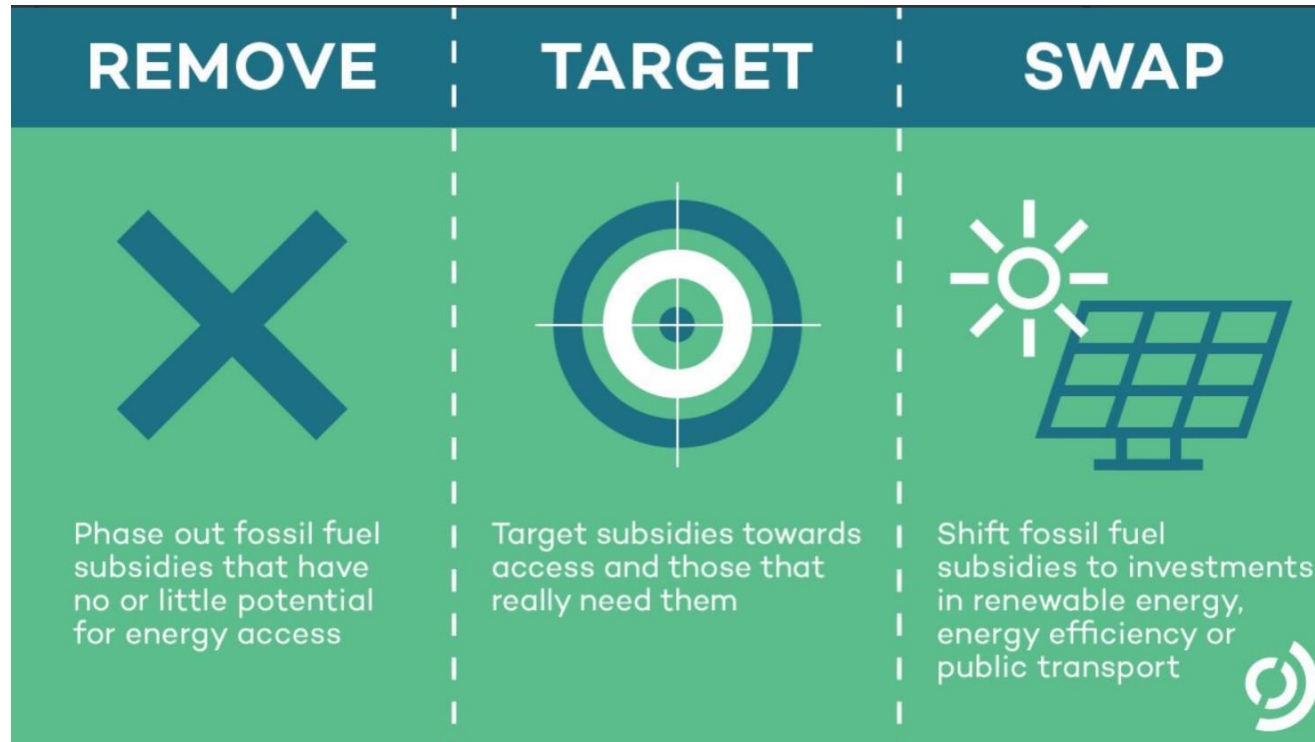 REMOVE
Phase out fossil fuel
subsidies that have
no or little potential
for energy access
TARGET
Target subsidies towards
access and those that
really need them
SWAP
Shift fossil fuel
subsidies to investments
in renewable energy,
energy efficiency or
public transport